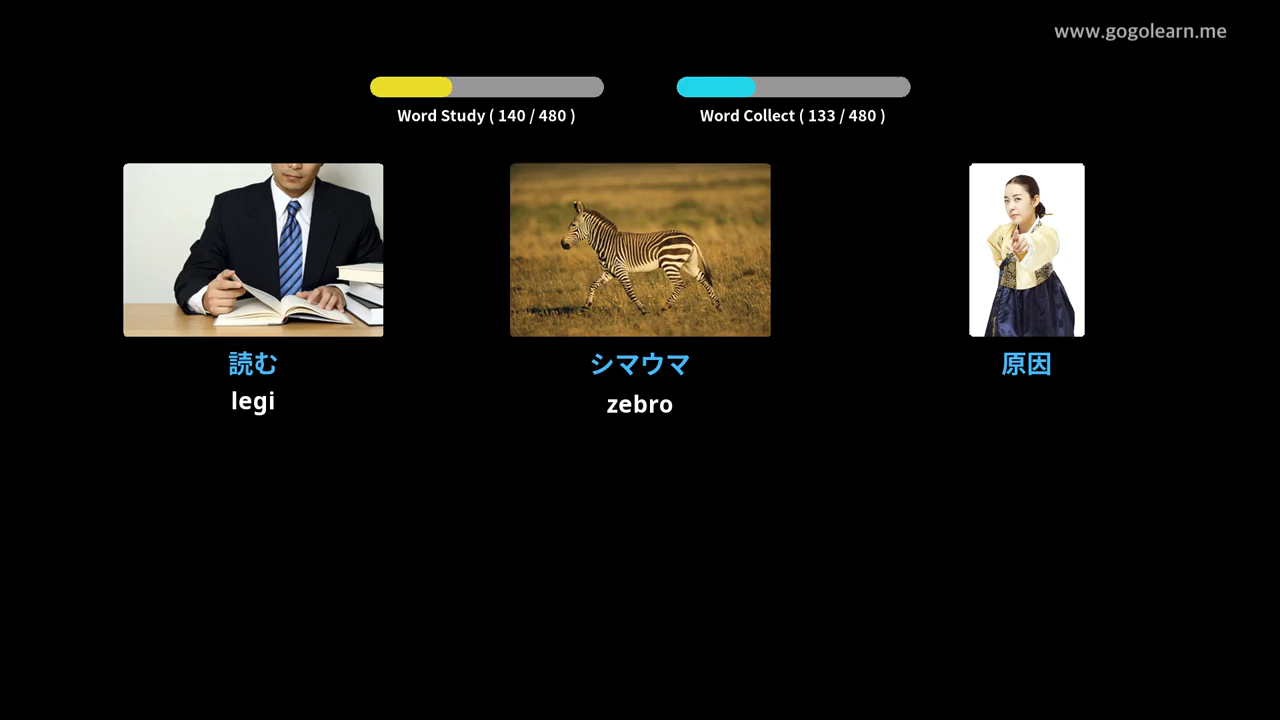 www.gogolearn.me
Word Study ( 140 / 480 )
Word Collect ( 133 / 480 )
読む
シマウマ
原因
legi
zebro